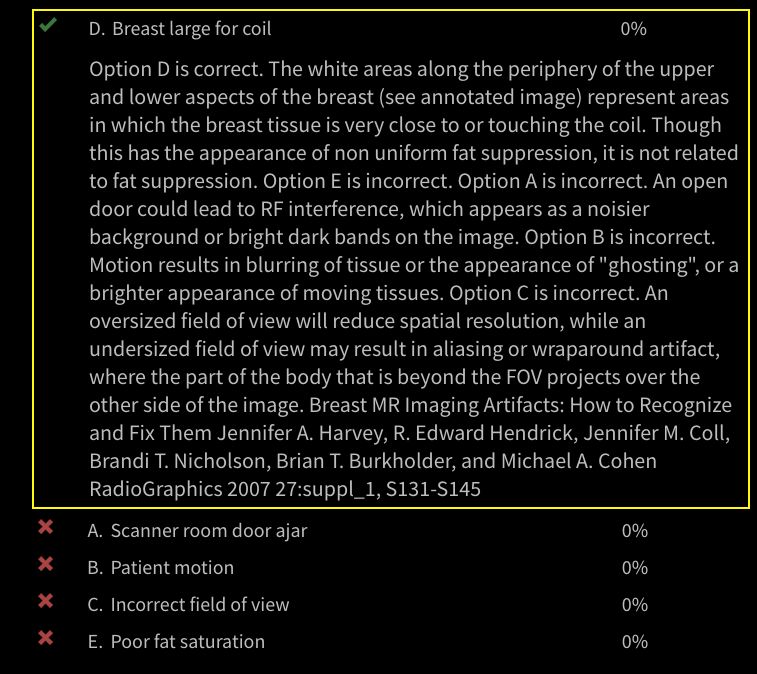 D. Breast large for coil 0%
Option D is correct. The white areas along the periphery of the upper
and lower aspects of the breast (see annotated image) represent areas
in which the breast tissue is very close to or touching the coil. Though
this has the appearance of non uniform fat suppression, it is not related
to fat suppression. Option E is incorrect. Option A is incorrect. An open
door could lead to RF interference, which appears as a noisier
background or bright dark bands on the image. Option B is incorrect.
Motion results in blurring of tissue or the appearance of "ghosting", or a
brighter appearance of moving tissues. Option C is incorrect. An
oversized field of view will reduce spatial resolution, while an
undersized field of view may result in aliasing or wraparound artifact,
where the part of the body that is beyond the FOV projects over the
other side of the image. Breast MR Imaging Artifacts: How to Recognize
and Fix Them Jennifer A. Harvey, R. Edward Hendrick, Jennifer M. Coll,
Brandi T. Nicholson, Brian T. Burkholder, and Michael A. Cohen
RadioGraphics 2007 27:suppl_1, S131-S145
A. Scanner room door ajar 0%
B. Patient motion 0%
C. Incorrect field of view 0%
E. Poor fat saturation 0%